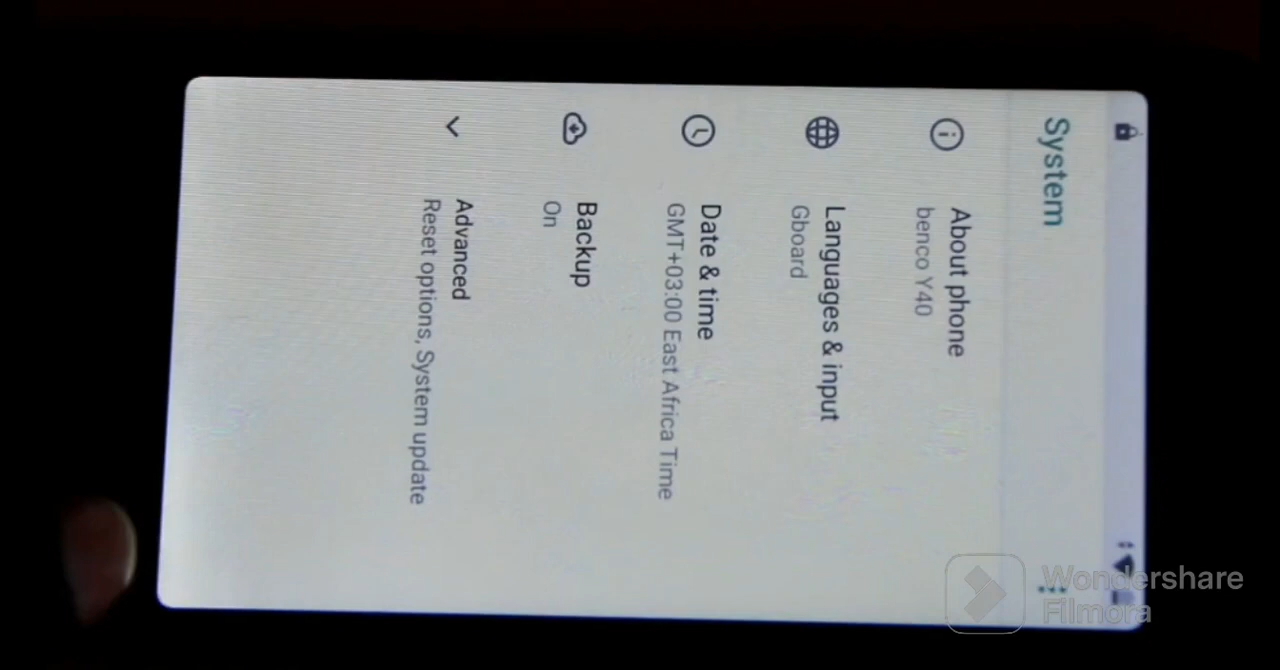 System
About phone
benco Y40
Languages & input
Gboard
Date & time
GMT+03:00 East Africa Time
Backup
On
Advanced
Reset options, System update
Wondershare
Filmora